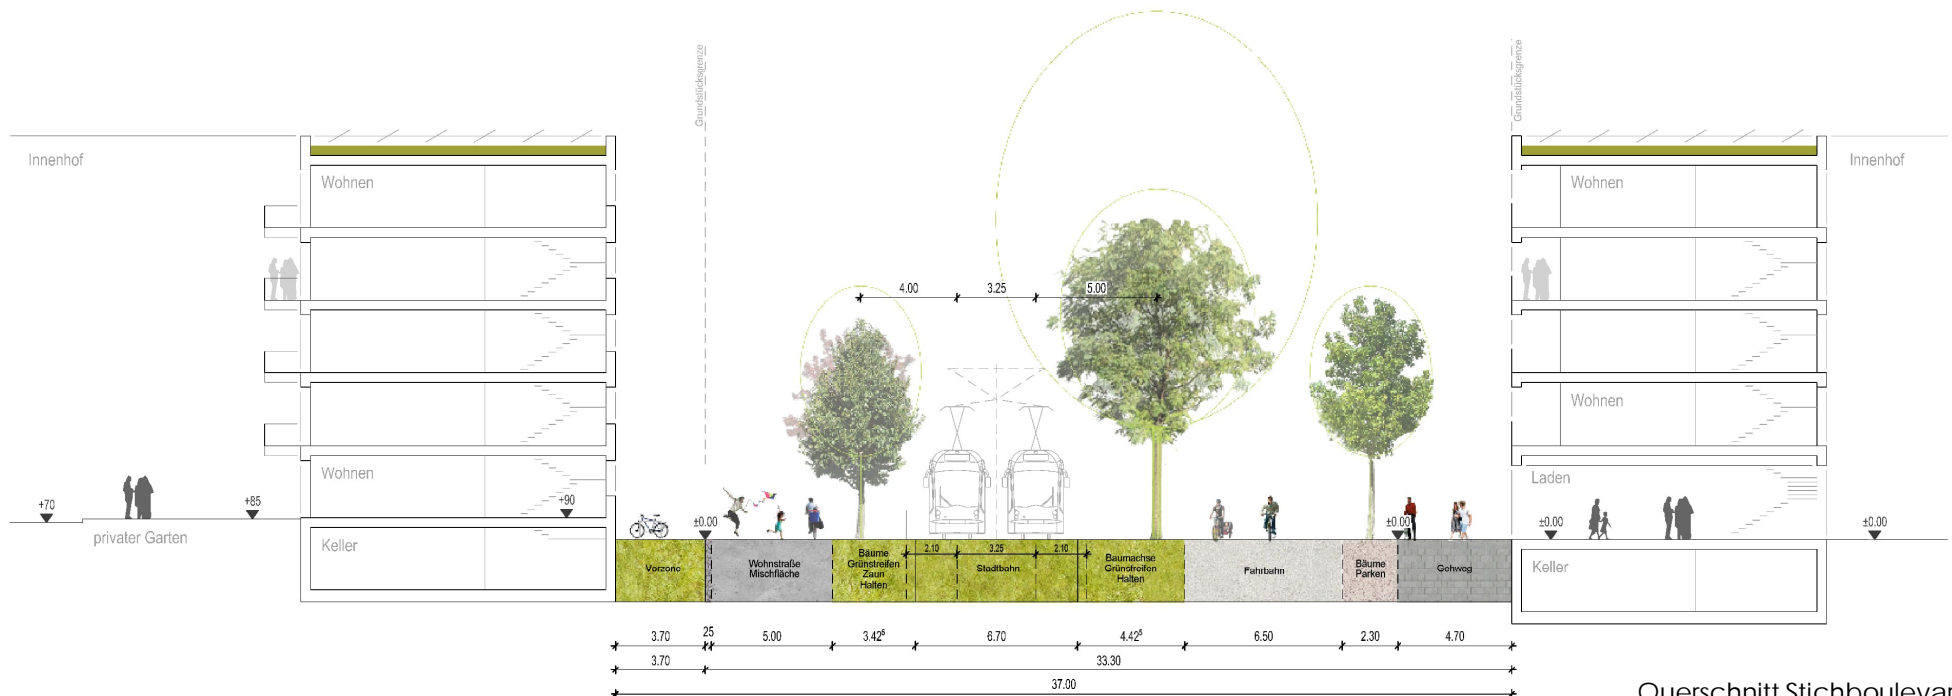 Grundstücksgrenze
Grundstücksgrenze
Innenhof
Wohnen
Wohnen
Innenhof
4.00
3.25
5.00
Wohnen
Wohnen
Laden
+70
+85
+90
±0.00
±0.00
±0.00
±0.00
privater Garten
Keller
Keller
Vorzone
Wohnstraße
Mischfläche
Bäume
Grünstreifen
Zaun
Halten
2.10
3.25
2.10
Stadtbahn
Baumachse
Grünstreifen
Halten
Fahrbahn
Bäume
Parken
Gehweg
3.70
25
5.00
3.42⁵
6.70
4.42⁵
6.50
2.30
4.70
3.70
33.30
37.00
Querschnitt Stichboulevar